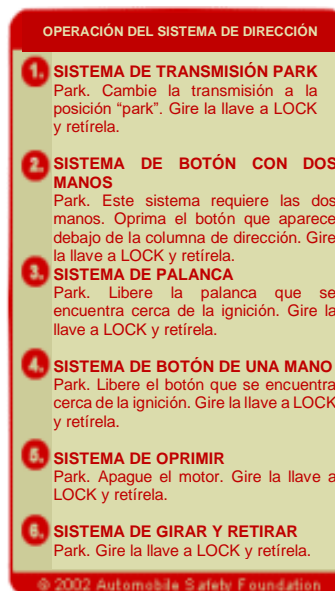 OPERACIÓN DEL SISTEMA DE DIRECCIÓN
1. SISTEMA DE TRANSMISIÓN PARK
Park. Cambie la transmisión a la
posición “park”. Gire la llave a LOCK
y retírela.
2. SISTEMA DE BOTÓN CON DOS
MANOS
Park. Este sistema requiere las dos
manos. Oprima el botón que aparece
debajo de la columna de dirección. Gire
la llave a LOCK y retírela.
3. SISTEMA DE PALANCA
Park. Libere la palanca que se
encuentra cerca de la ignición. Gire la
llave a LOCK y retírela.
4. SISTEMA DE BOTÓN DE UNA MANO
Park. Libere el botón que se encuentra
cerca de la ignición. Gire la llave a LOCK
y retírela.
5. SISTEMA DE OPRIMIR
Park. Apague el motor. Gire la llave a
LOCK y retírela.
6. SISTEMA DE GIRAR Y RETIRAR
Park. Gire la llave a LOCK y retírela.
© 2002 Automobile Safety Foundation